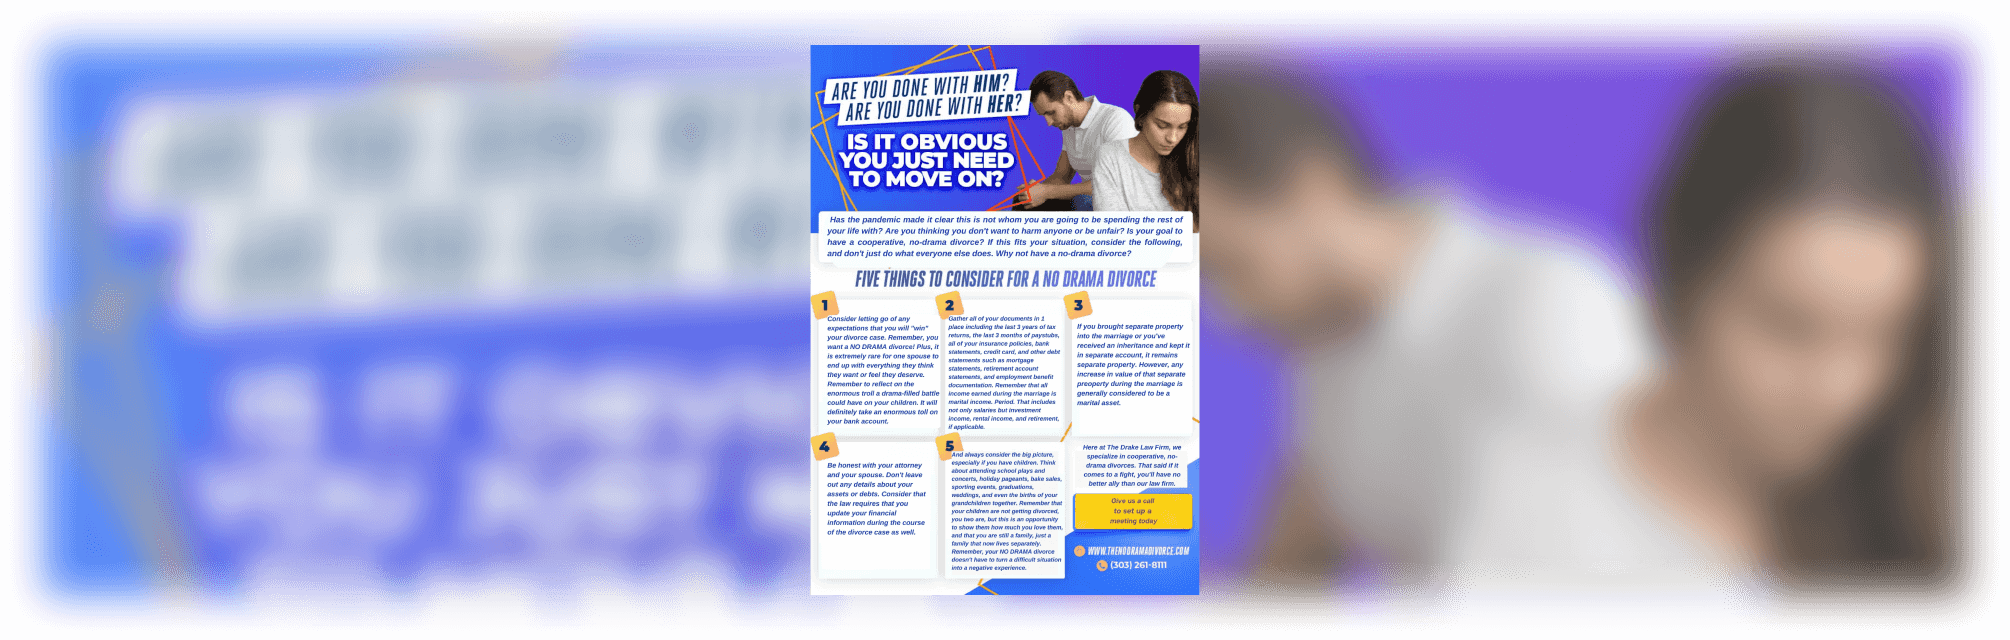 ARE YOU DONE WITH HIM?
ARE YOU DONE WITH HER?
IS IT OBVIOUS
YOU JUST NEED
TO MOVE ON?
Has the pandemic made it clear this is not whom you are going to be spending the rest of
your life with? Are you thinking you don't want to harm anyone or be unfair? Is your goal to
have a cooperative, no-drama divorce? If this fits your situation, consider the following,
and don't just do what everyone else does. Why not have a no-drama divorce?
FIVE THINGS TO CONSIDER FOR A NO DRAMA DIVORCE
1
Consider letting go of any
expectations that you will "win"
your divorce case. Remember, you
want a NO DRAMA divorce! Plus, it
is extremely rare for one spouse to
end up with everything they think
they want or feel they deserve.
Remember to reflect on the
enormous troll a drama-filled battle
could have on your children. It will
definitely take an enormous toll on
your bank account.
2
Gather all of your documents in 1
place including the last 3 years of tax
returns, the last 3 months of paystubs,
all of your insurance policies, bank
statements, credit card, and other debt
statements such as mortgage
statements, retirement account
statements, and employment benefit
documentation. Remember that all
income earned during the marriage is
marital income. Period. That includes
not only salaries but investment
income, rental income, and retirement,
if applicable.
3
If you brought separate property
into the marriage or you've
received an inheritance and kept it
in separate account, it remains
separate property. However, any
increase in value of that separate
preoperty during the marriage is
generally considered to be a
marital asset.
4
Be honest with your attorney
and your spouse. Don't leave
out any details about your
assets or debts. Consider that
the law requires that you
update your financial
information during the course
of the divorce case as well.
5
And always consider the big picture,
especially if you have children. Think
about attending school plays and
concerts, holiday pageants, bake sales,
sporting events, graduations,
weddings, and even the births of your
grandchildren together. Remember that
your children are not getting divorced,
you two are, but this is an opportunity
to show them how much you love them,
and that you are still a family, just a
family that now lives separately.
Remember, your NO DRAMA divorce
doesn't have to turn a difficult situation
into a negative experience.
Here at The Drake Law Firm, we
specialize in cooperative, no-
drama divorces. That said if it
comes to a fight, you'll have no
better ally than our law firm.
Give us a call
to set up a
meeting today
WWW.THENODRAMADIVORCE.COM
(303) 261-8111